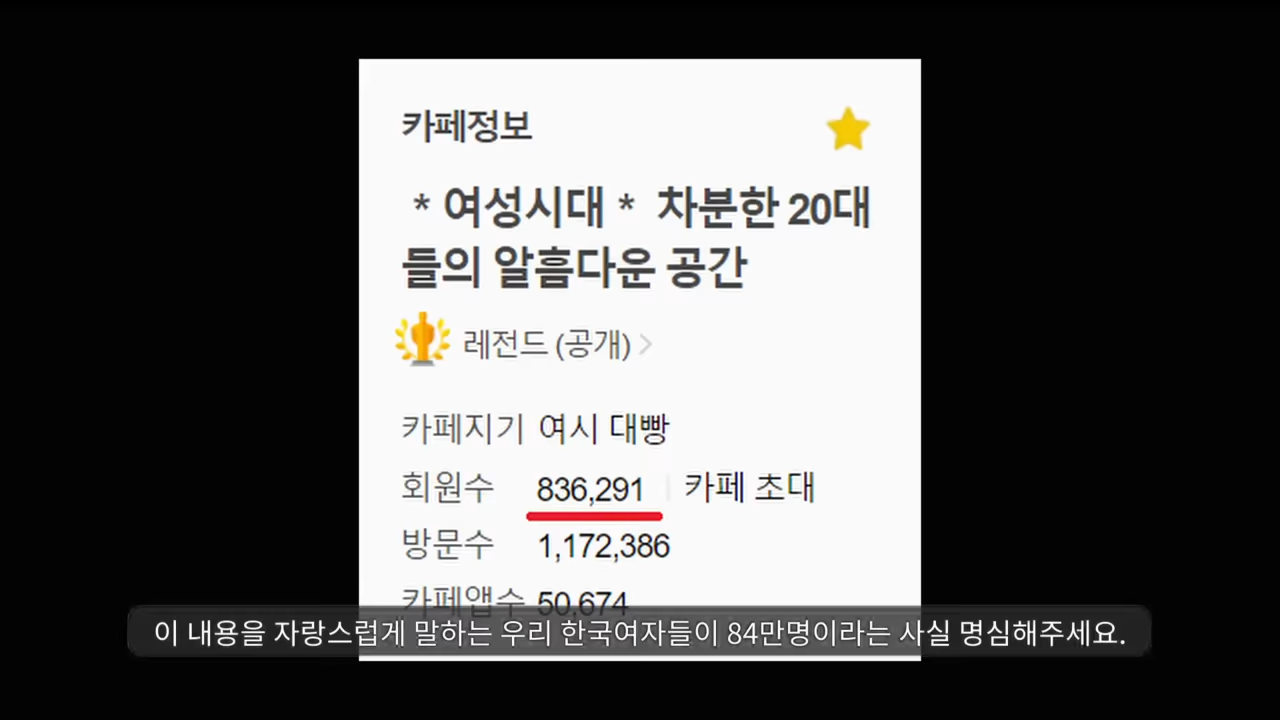 카페정보
* 여성시대 * 차분한 20대
들의 알흠다운 공간
레전드 (공개)
카페지기 여시 대빵
회원수 836,291 카페 초대
방문수 1,172,386
카페앱수 50,674
이 내용을 자랑스럽게 말하는 우리 한국여자들이 84만명이라는 사실 명심해주세요.